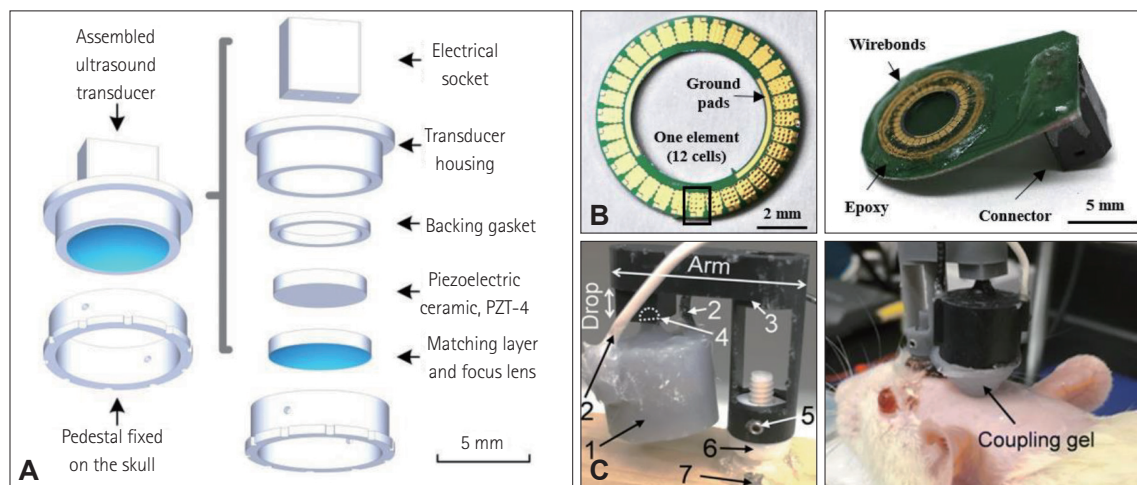 Assembled
ultrasound
transducer
Pedestal fixed
on the skull
Electrical
socket
Transducer
housing
Backing gasket
Piezoelectric
ceramic, PZT-4
Matching layer
and focus lens
5 mm
A
Ground
pads
One element
(12 cells)
2 mm
B
Wirebonds
Epoxy
Connector
5 mm
Arm
Drop
2
3
4
2
1
5
6
7
C
Coupling gel